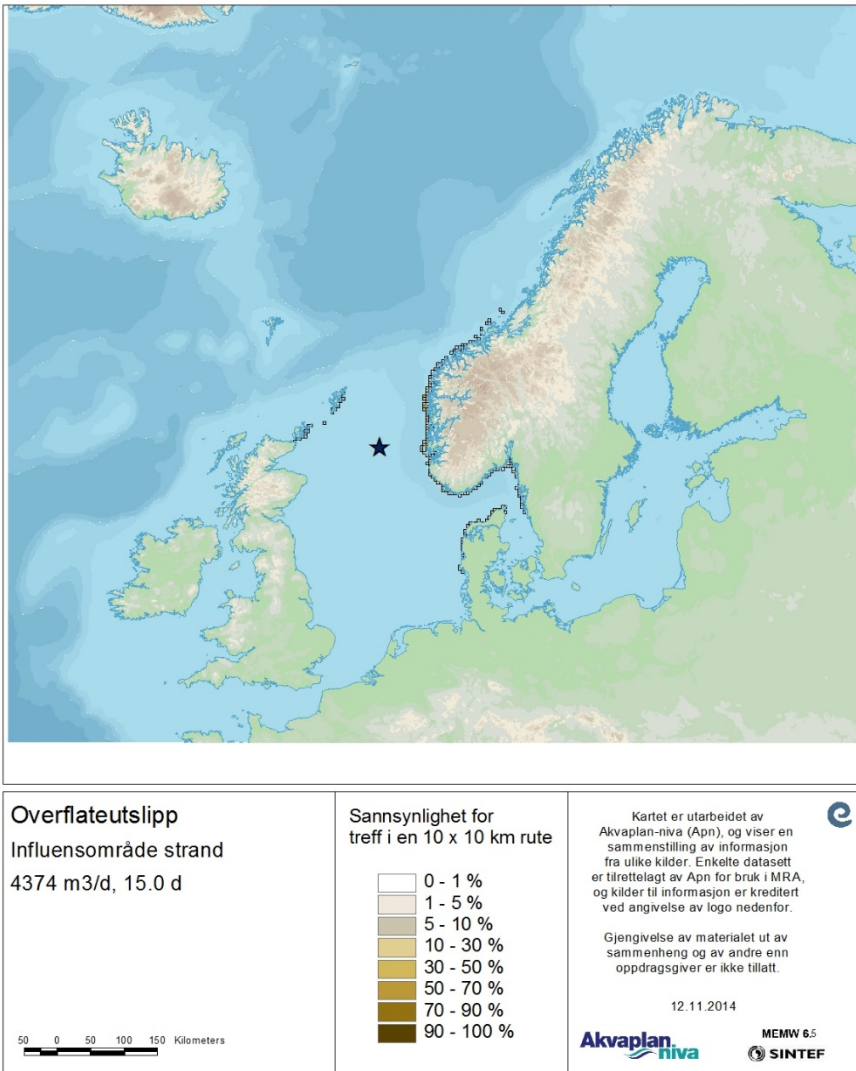 Overflateutslipp
Influensområde strand
4374 m3/d, 15.0 d
50 0 50 100 150 Kilometers
Sannsynlighet for
treff i en 10 x 10 km rute
0 - 1 %
1 - 5 %
5 - 10 %
10 - 30 %
30 - 50 %
50 - 70 %
70 - 90 %
90 - 100 %
Kartet er utarbeidet av
Akvaplan-niva (Apn), og viser en
sammenstilling av informasjon
fra ulike kilder. Enkelte datasett
er tilrettelagt av Apn for bruk i MRA,
og kilder til informasjon er kreditert
ved angivelse av logo nedenfor.
Gjengivelse av materialet ut av
sammenheng og av andre enn
oppdragsgiver er ikke tillatt.
12.11.2014
Akvaplan
niva
MEMW 6.5
SINTEF